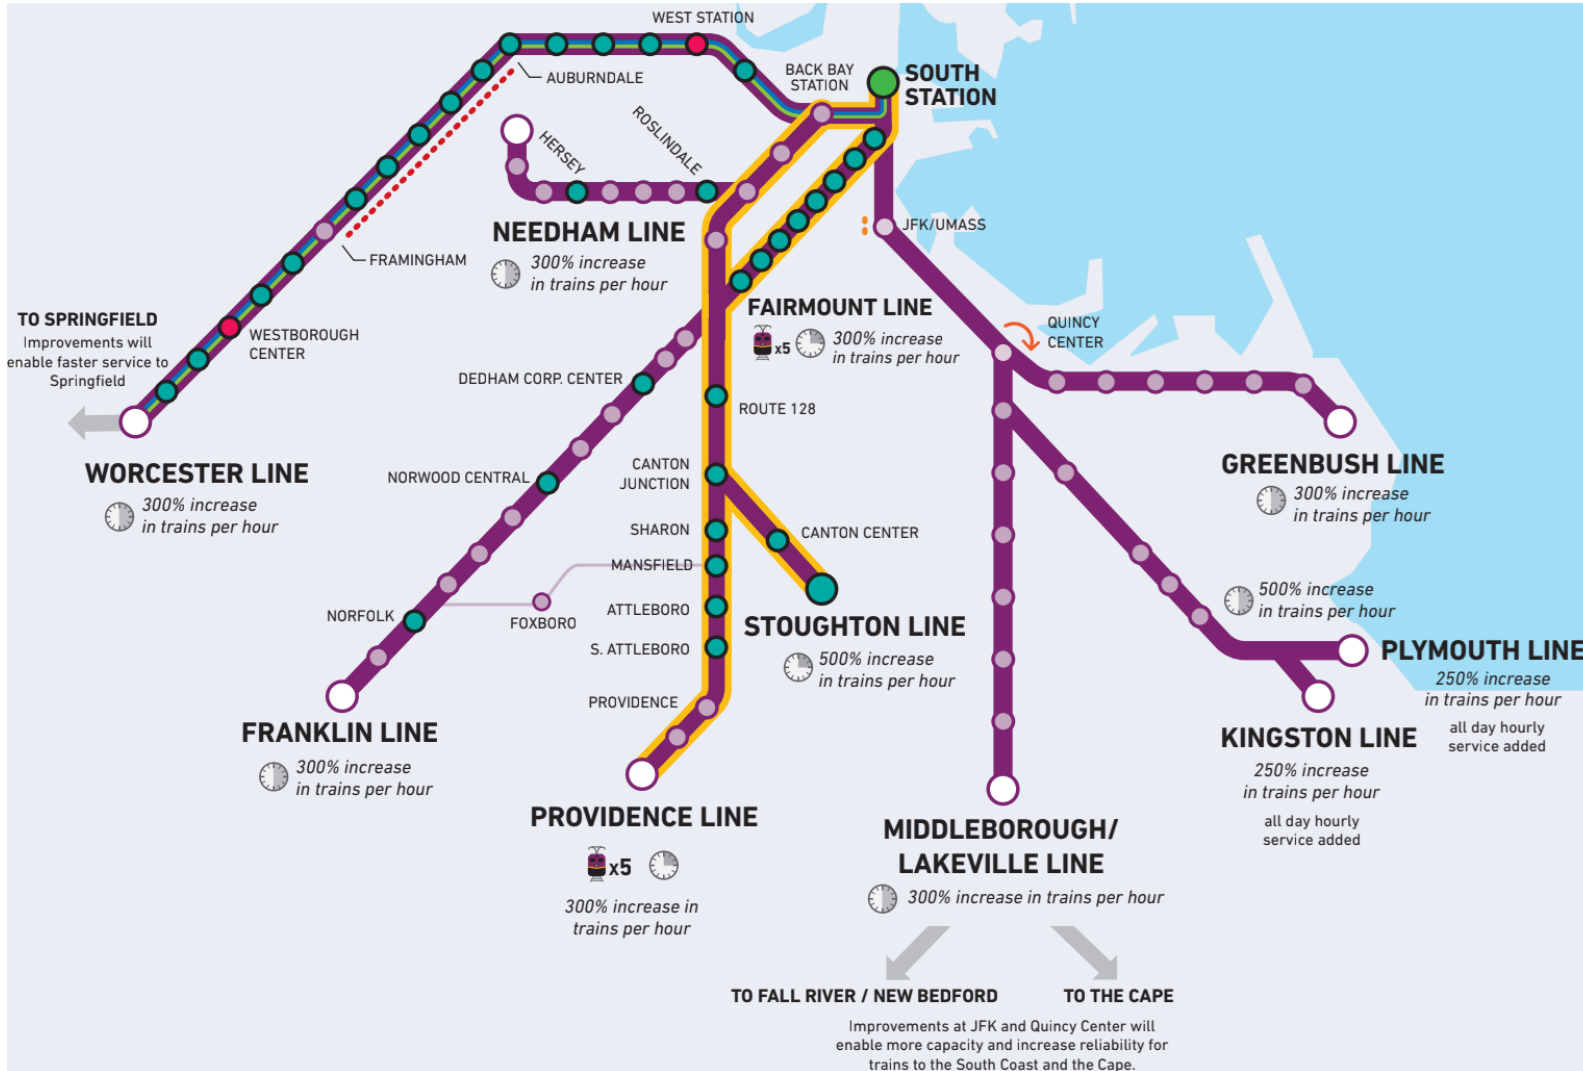 WEST STATION
AUBURNDALE
BACK BAY
STATION
SOUTH
STATION
HERSEY
ROSLINDALE
NEEDHAM LINE
300% increase
in trains per hour
FRAMINGHAM
JFK/UMASS
TO SPRINGFIELD
Improvements will
enable faster service to
Springfield
WESTBOROUGH
CENTER
FAIRMOUNT LINE
x5
300% increase
in trains per hour
QUINCY
CENTER
DEDHAM CORP. CENTER
ROUTE 128
WORCESTER LINE
300% increase
in trains per hour
NORWOOD CENTRAL
CANTON
JUNCTION
GREENBUSH LINE
300% increase
in trains per hour
SHARON
CANTON CENTER
MANSFIELD
ATTLEBORO
FOXBORO
NORFOLK
S. ATTLEBORO
STOUGHTON LINE
500% increase
in trains per hour
500% increase
in trains per hour
PLYMOUTH LINE
250% increase
in trains per hour
all day hourly
service added
PROVIDENCE
FRANKLIN LINE
300% increase
in trains per hour
KINGSTON LINE
250% increase
in trains per hour
all day hourly
service added
PROVIDENCE LINE
x5
300% increase in
trains per hour
MIDDLEBOROUGH/
LAKEVILLE LINE
300% increase in trains per hour
TO FALL RIVER / NEW BEDFORD
TO THE CAPE
Improvements at JFK and Quincy Center will
enable more capacity and increase reliability for
trains to the South Coast and the Cape.